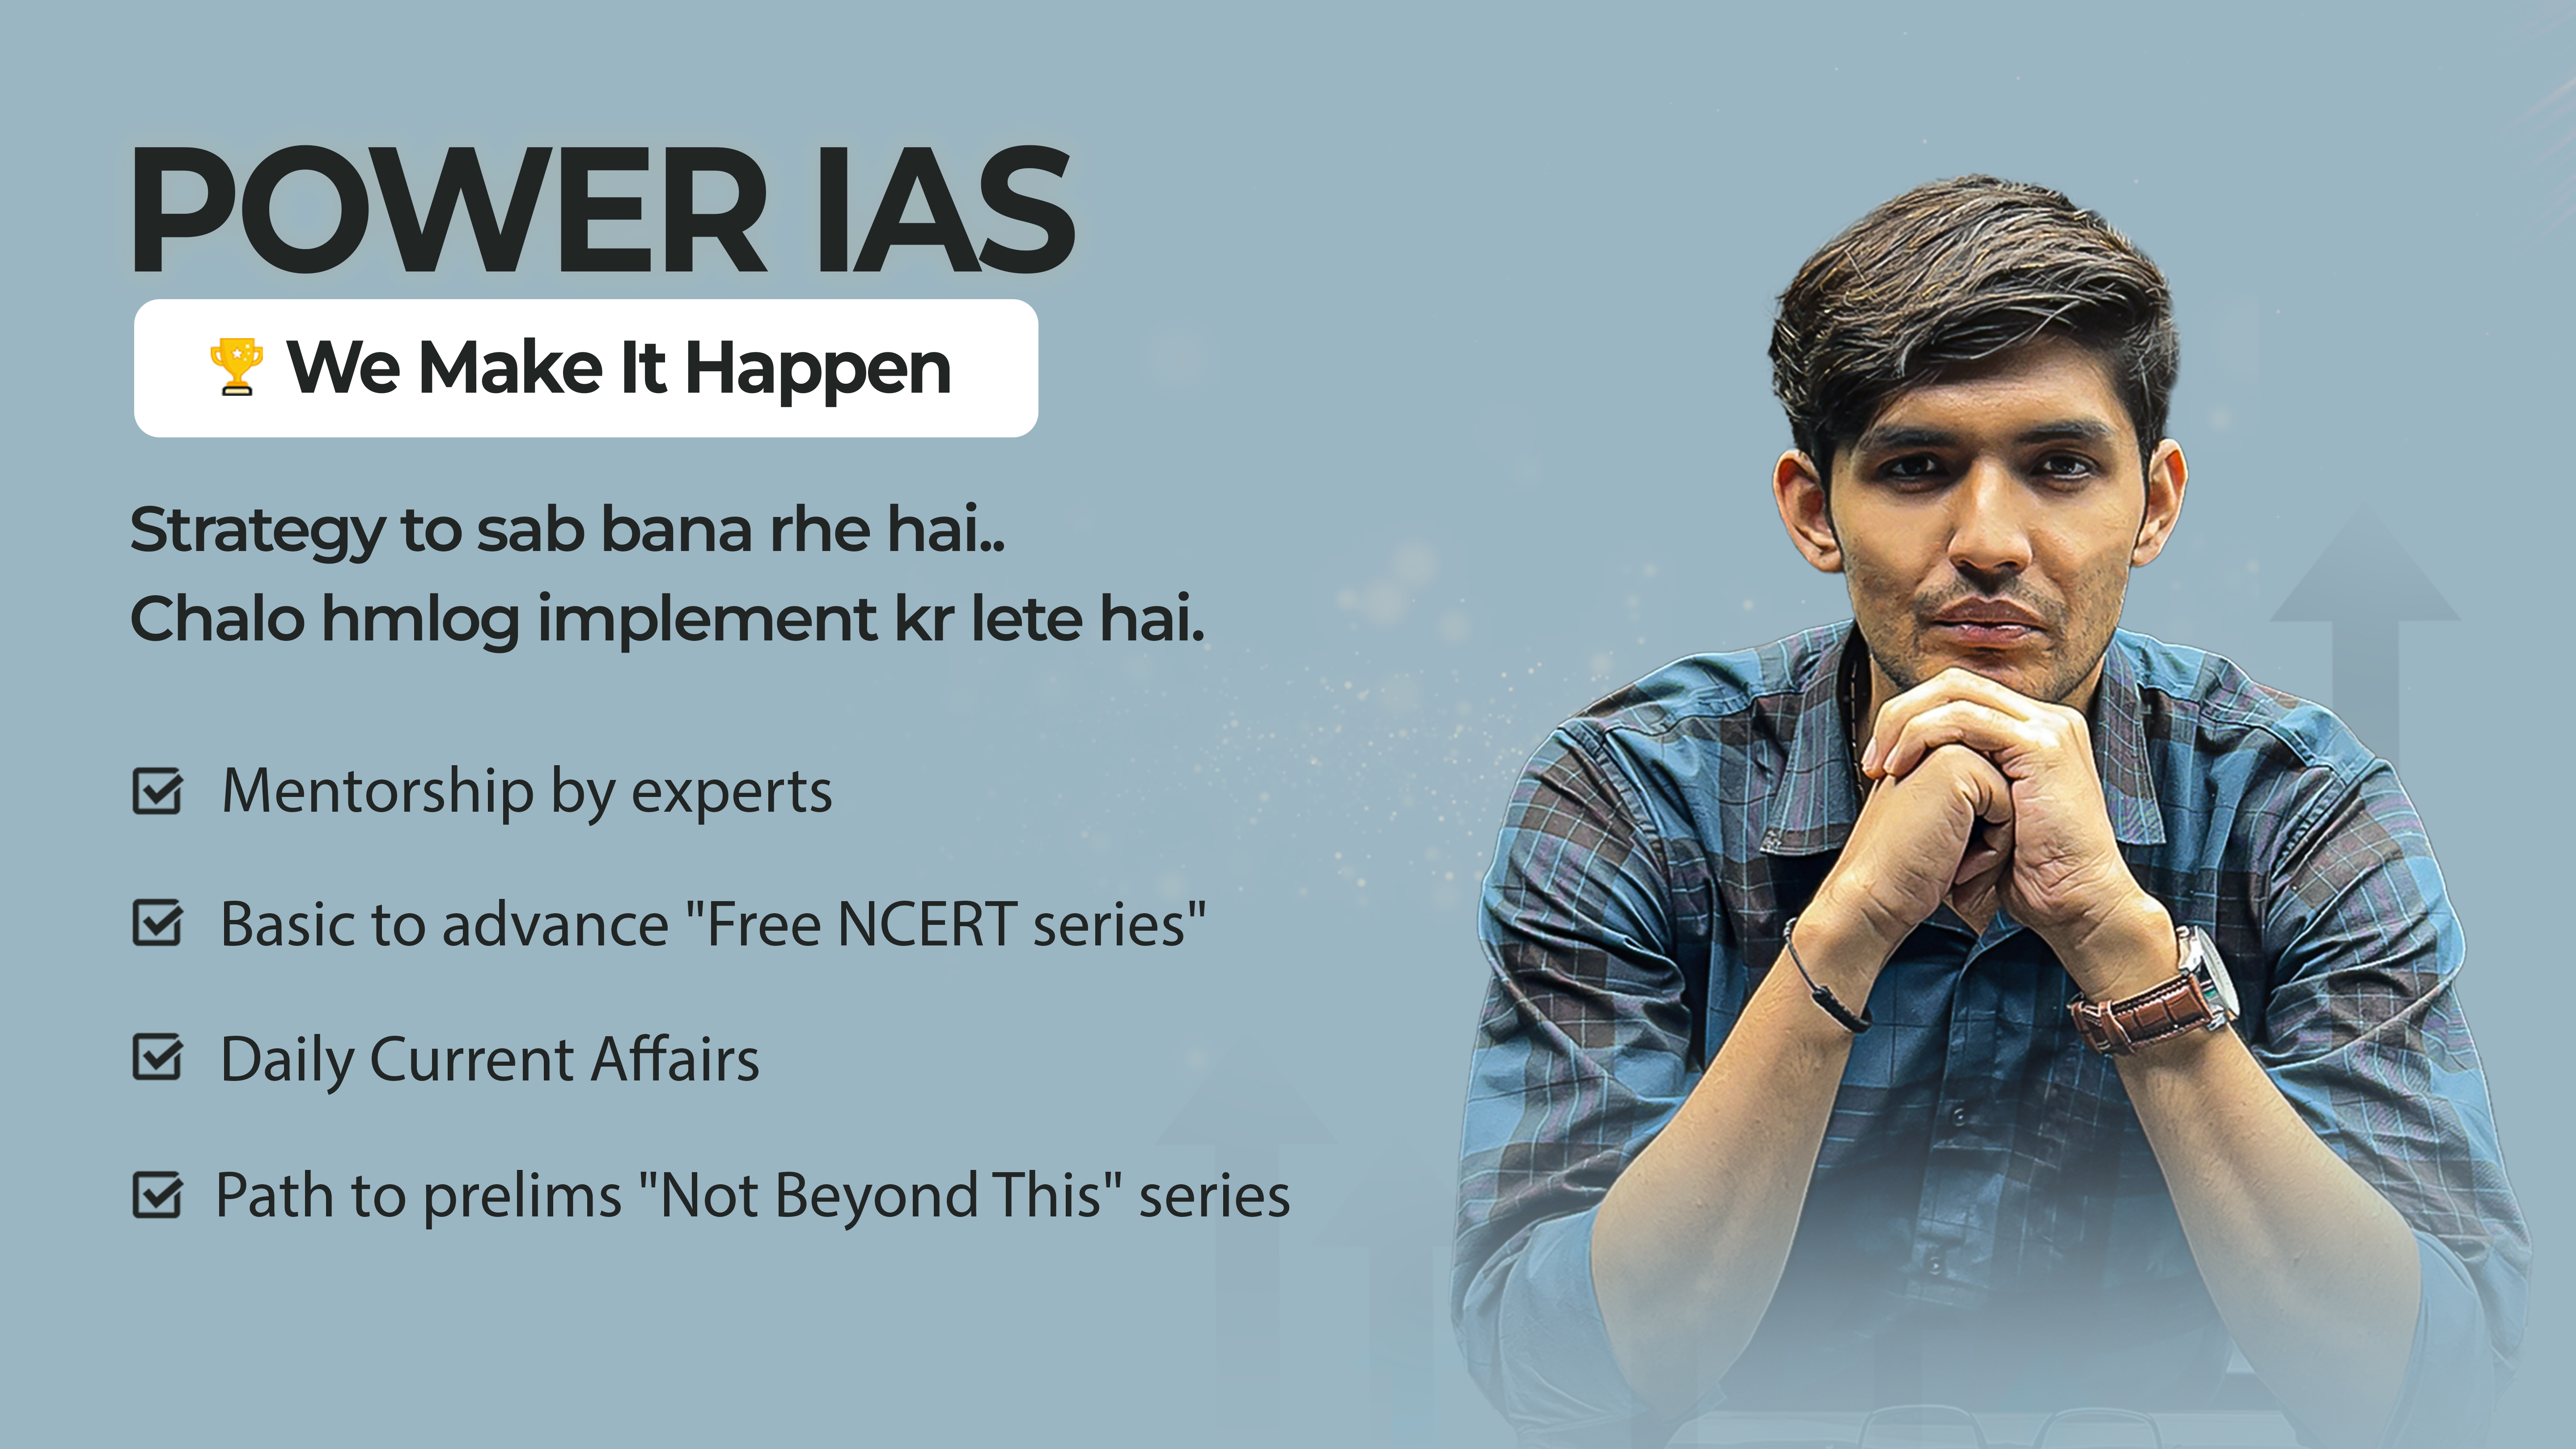 POWER IAS
We Make It Happen
Strategy to sab bana rhe hai..
Chalo hmlog implement kr lete hai.
Mentorship by experts
Basic to advance "Free NCERT series"
Daily Current Affairs
Path to prelims "Not Beyond This" series